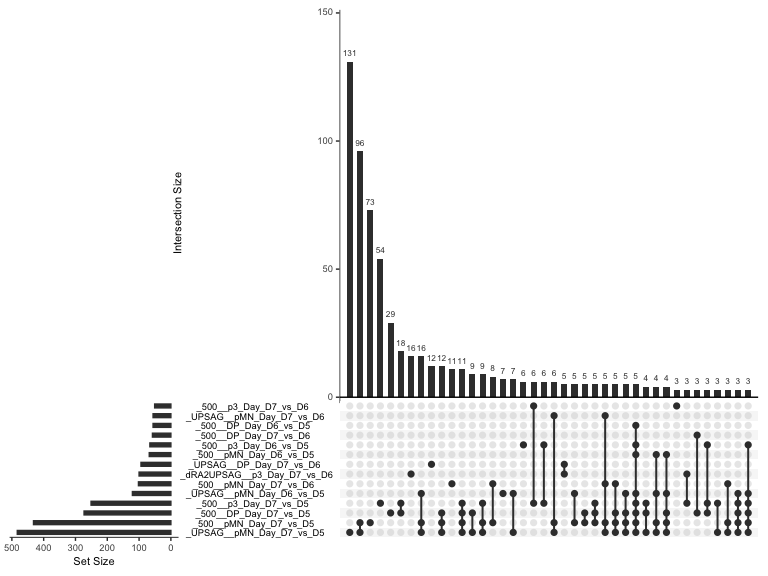 150
131
100
96
73
54
50
29
18 16 16 12 12 11 11 9 9 8 7 7 6 6 6 6 5 5 5 5 5 5 5 5 4 4 4 3 3 3 3 3 3 3 3
0
Intersection Size
_500__p3_Day_D7_vs_D6
_UPSAG__pMN_Day_D7_vs_D6
_500__DP_Day_D6_vs_D5
_500__DP_Day_D7_vs_D6
_500__p3_Day_D6_vs_D5
_500__pMN_Day_D6_vs_D5
_UPSAG__DP_Day_D7_vs_D6
_dRA2UPSAG__p3_Day_D7_vs_D6
_500__pMN_Day_D7_vs_D6
_UPSAG__pMN_Day_D6_vs_D5
_500__p3_Day_D7_vs_D5
_500__DP_Day_D7_vs_D5
_500__pMN_Day_D7_vs_D5
_UPSAG__pMN_Day_D7_vs_D5
500 400 300 200 100 0
Set Size